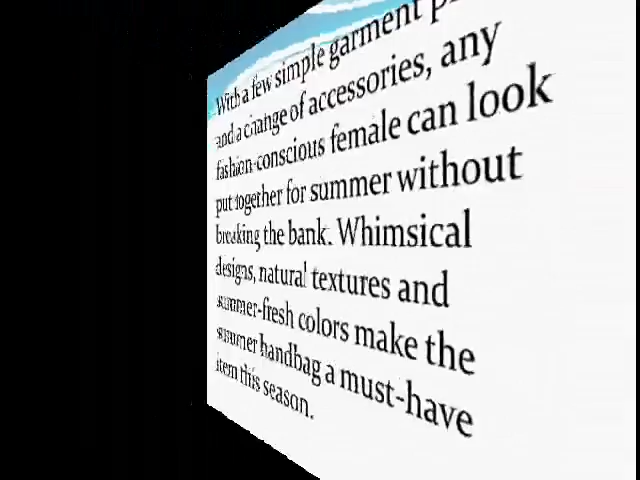 With a few simple garment
and a change of accessories, any
fashion-conscious female can look
put together for summer without
breaking the bank. Whimsical
designs, natural textures and
summer-fresh colors make the
summer handbag a must-have
item this season.